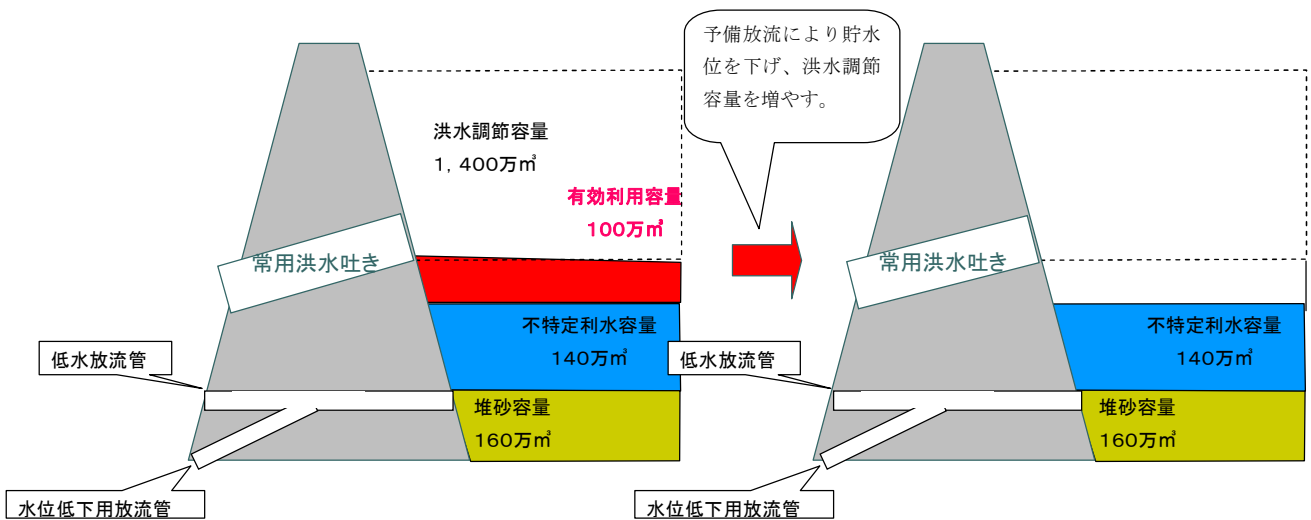 予備放流により貯水
位を下げ、洪水調節
容量を増やす。
洪水調節容量
1,400万㎥
有効利用容量
100万㎥
常用洪水吐き
不特定利水容量
140万㎥
低水放流管
堆砂容量
160万㎥
水位低下用放流管
常用洪水吐き
不特定利水容量
140万㎥
低水放流管
堆砂容量
160万㎥
水位低下用放流管